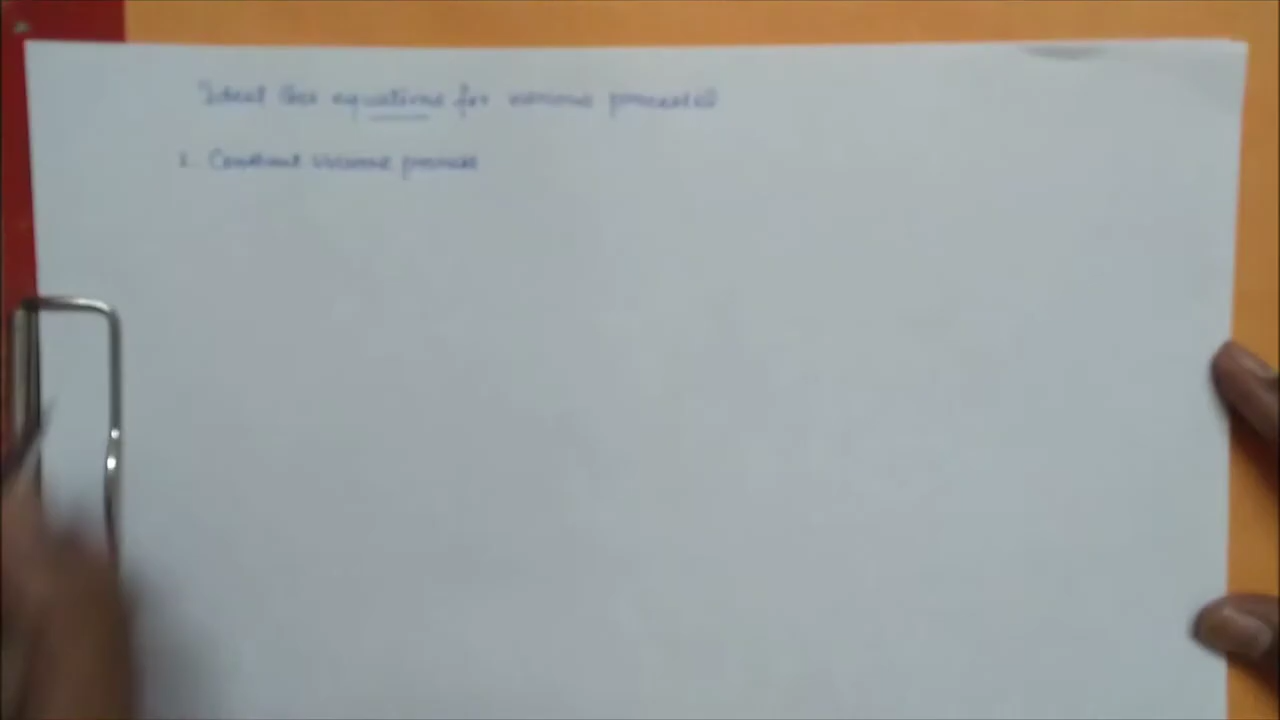 Ideal Gas equations for various processes
1. Constant volume process